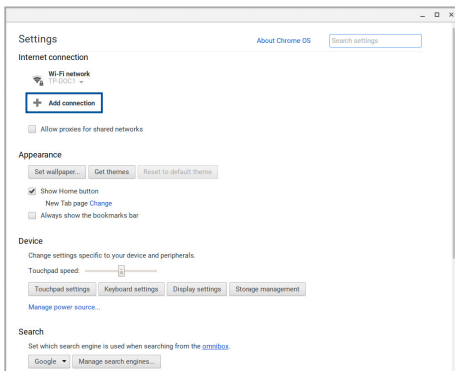 Settings
About Chrome OS
Search settings
Internet connection
Wi-Fi network
TP-DOC1
Add connection
Allow proxies for shared networks
Appearance
Set wallpaper... Get themes Reset to default theme
Show Home button
New Tab page Change
Always show the bookmarks bar
Device
Change settings specific to your device and peripherals.
Touchpad speed:
Touchpad settings Keyboard settings Display settings Storage management
Manage power source...
Search
Set which search engine is used when searching from the omnibox.
Google Manage search engines...